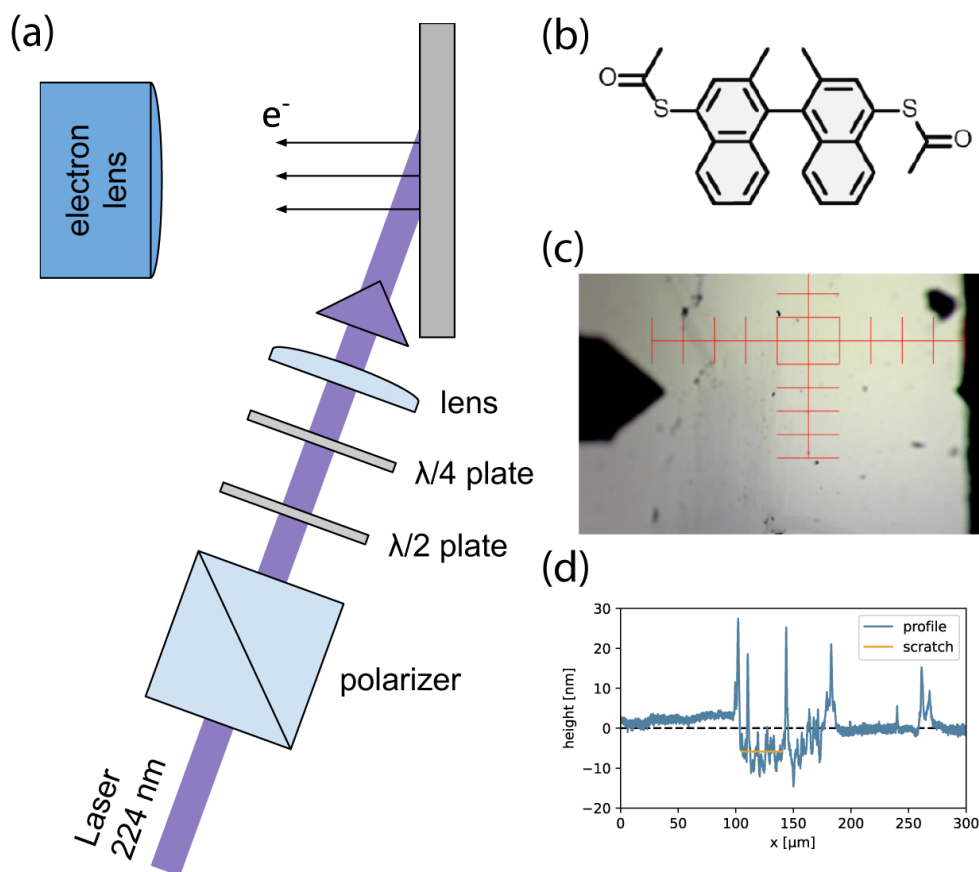 (a)
electron
lens
e-
lens
λ/4 plate
λ/2 plate
polarizer
Laser
224 nm
(b)
O
S
S
O
(c)
(d)
30
20
10
0
−10
−20
height [nm]
profile
scratch
0
50
100
150
200
250
300
x [μm]